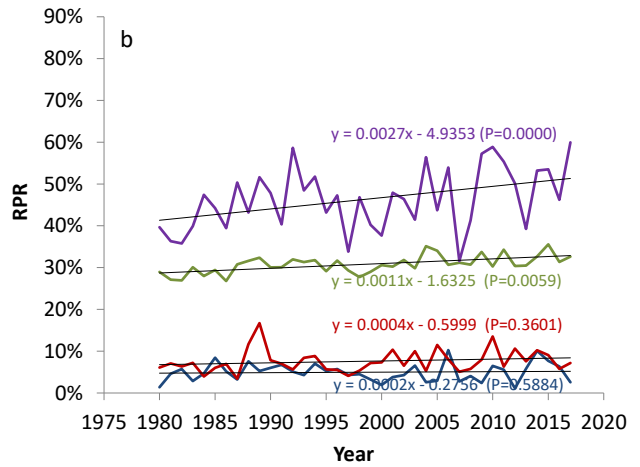 90%
b
80%
70%
60%
y = 0.0027x - 4.9353 (P=0.0000)
50%
RPR
40%
30%
y = 0.0011x - 1.6325 (P=0.0059)
20%
y = 0.0004x - 0.5999 (P=0.3601)
10%
y = 0.0002x - 0.2756 (P=0.5884)
0%
1975 1980 1985 1990 1995 2000 2005 2010 2015 2020
Year